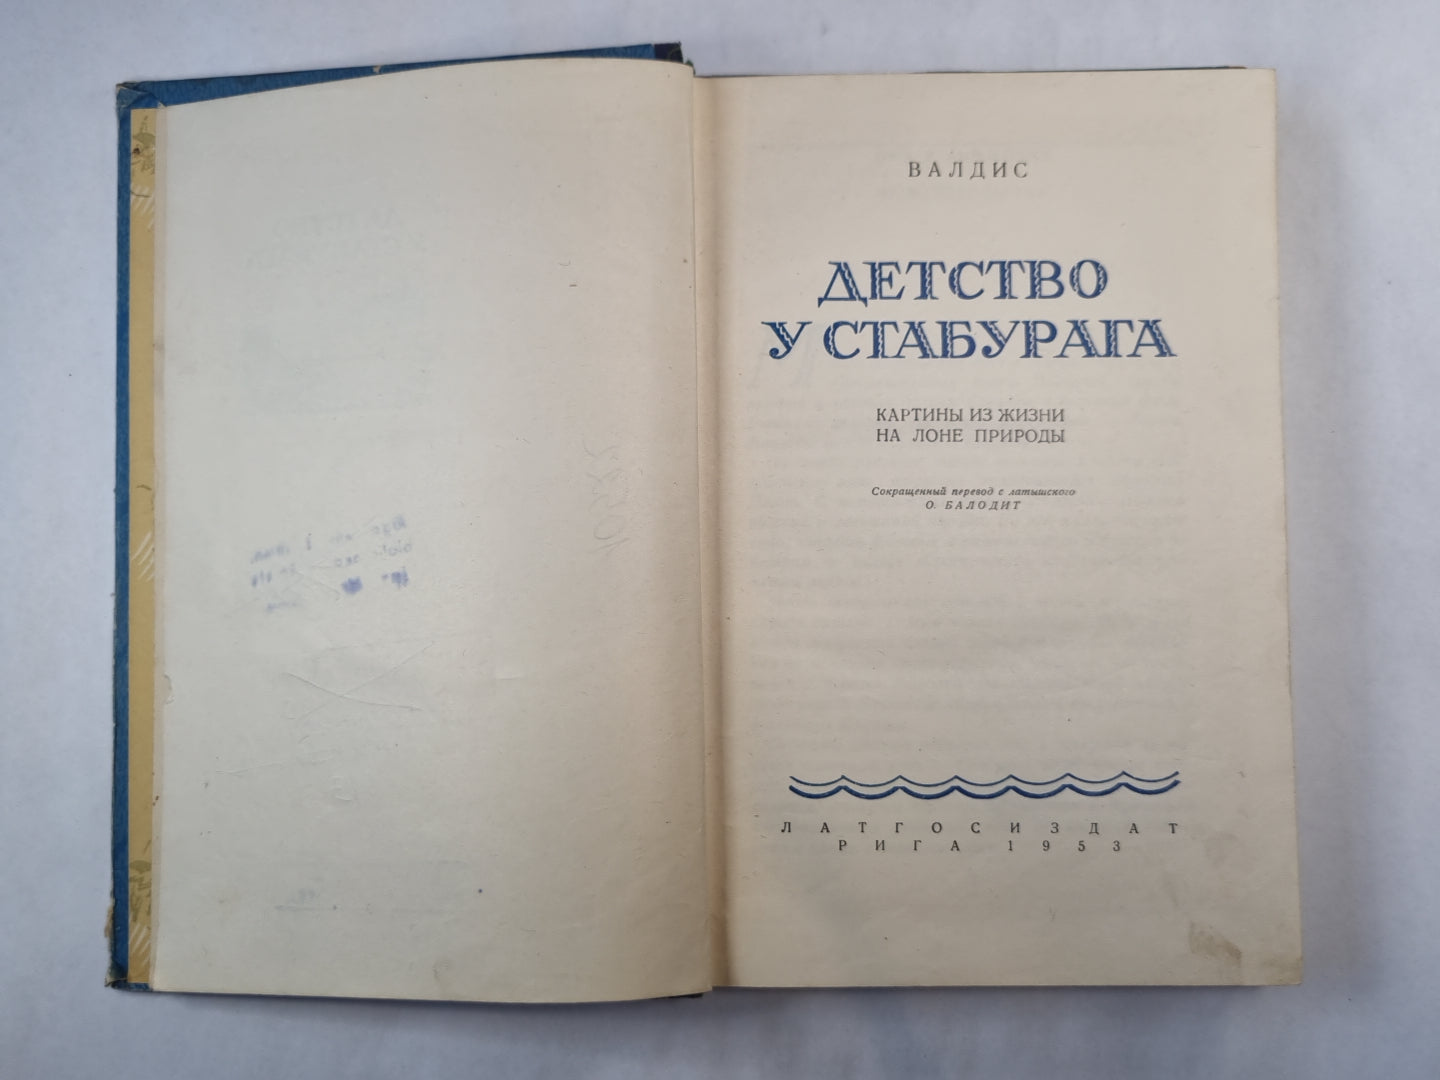 ВАЛДИС
ДЕТСТВО
У СТАБУРАГА
КАРТИНЫ ИЗ ЖИЗНИ
НА ЛОНЕ ПРИРОДЫ
Сокращенный перевод с латышского
О. БАЛОДИТ
ЛАТГОСИЗДАТ
РИГА 1953